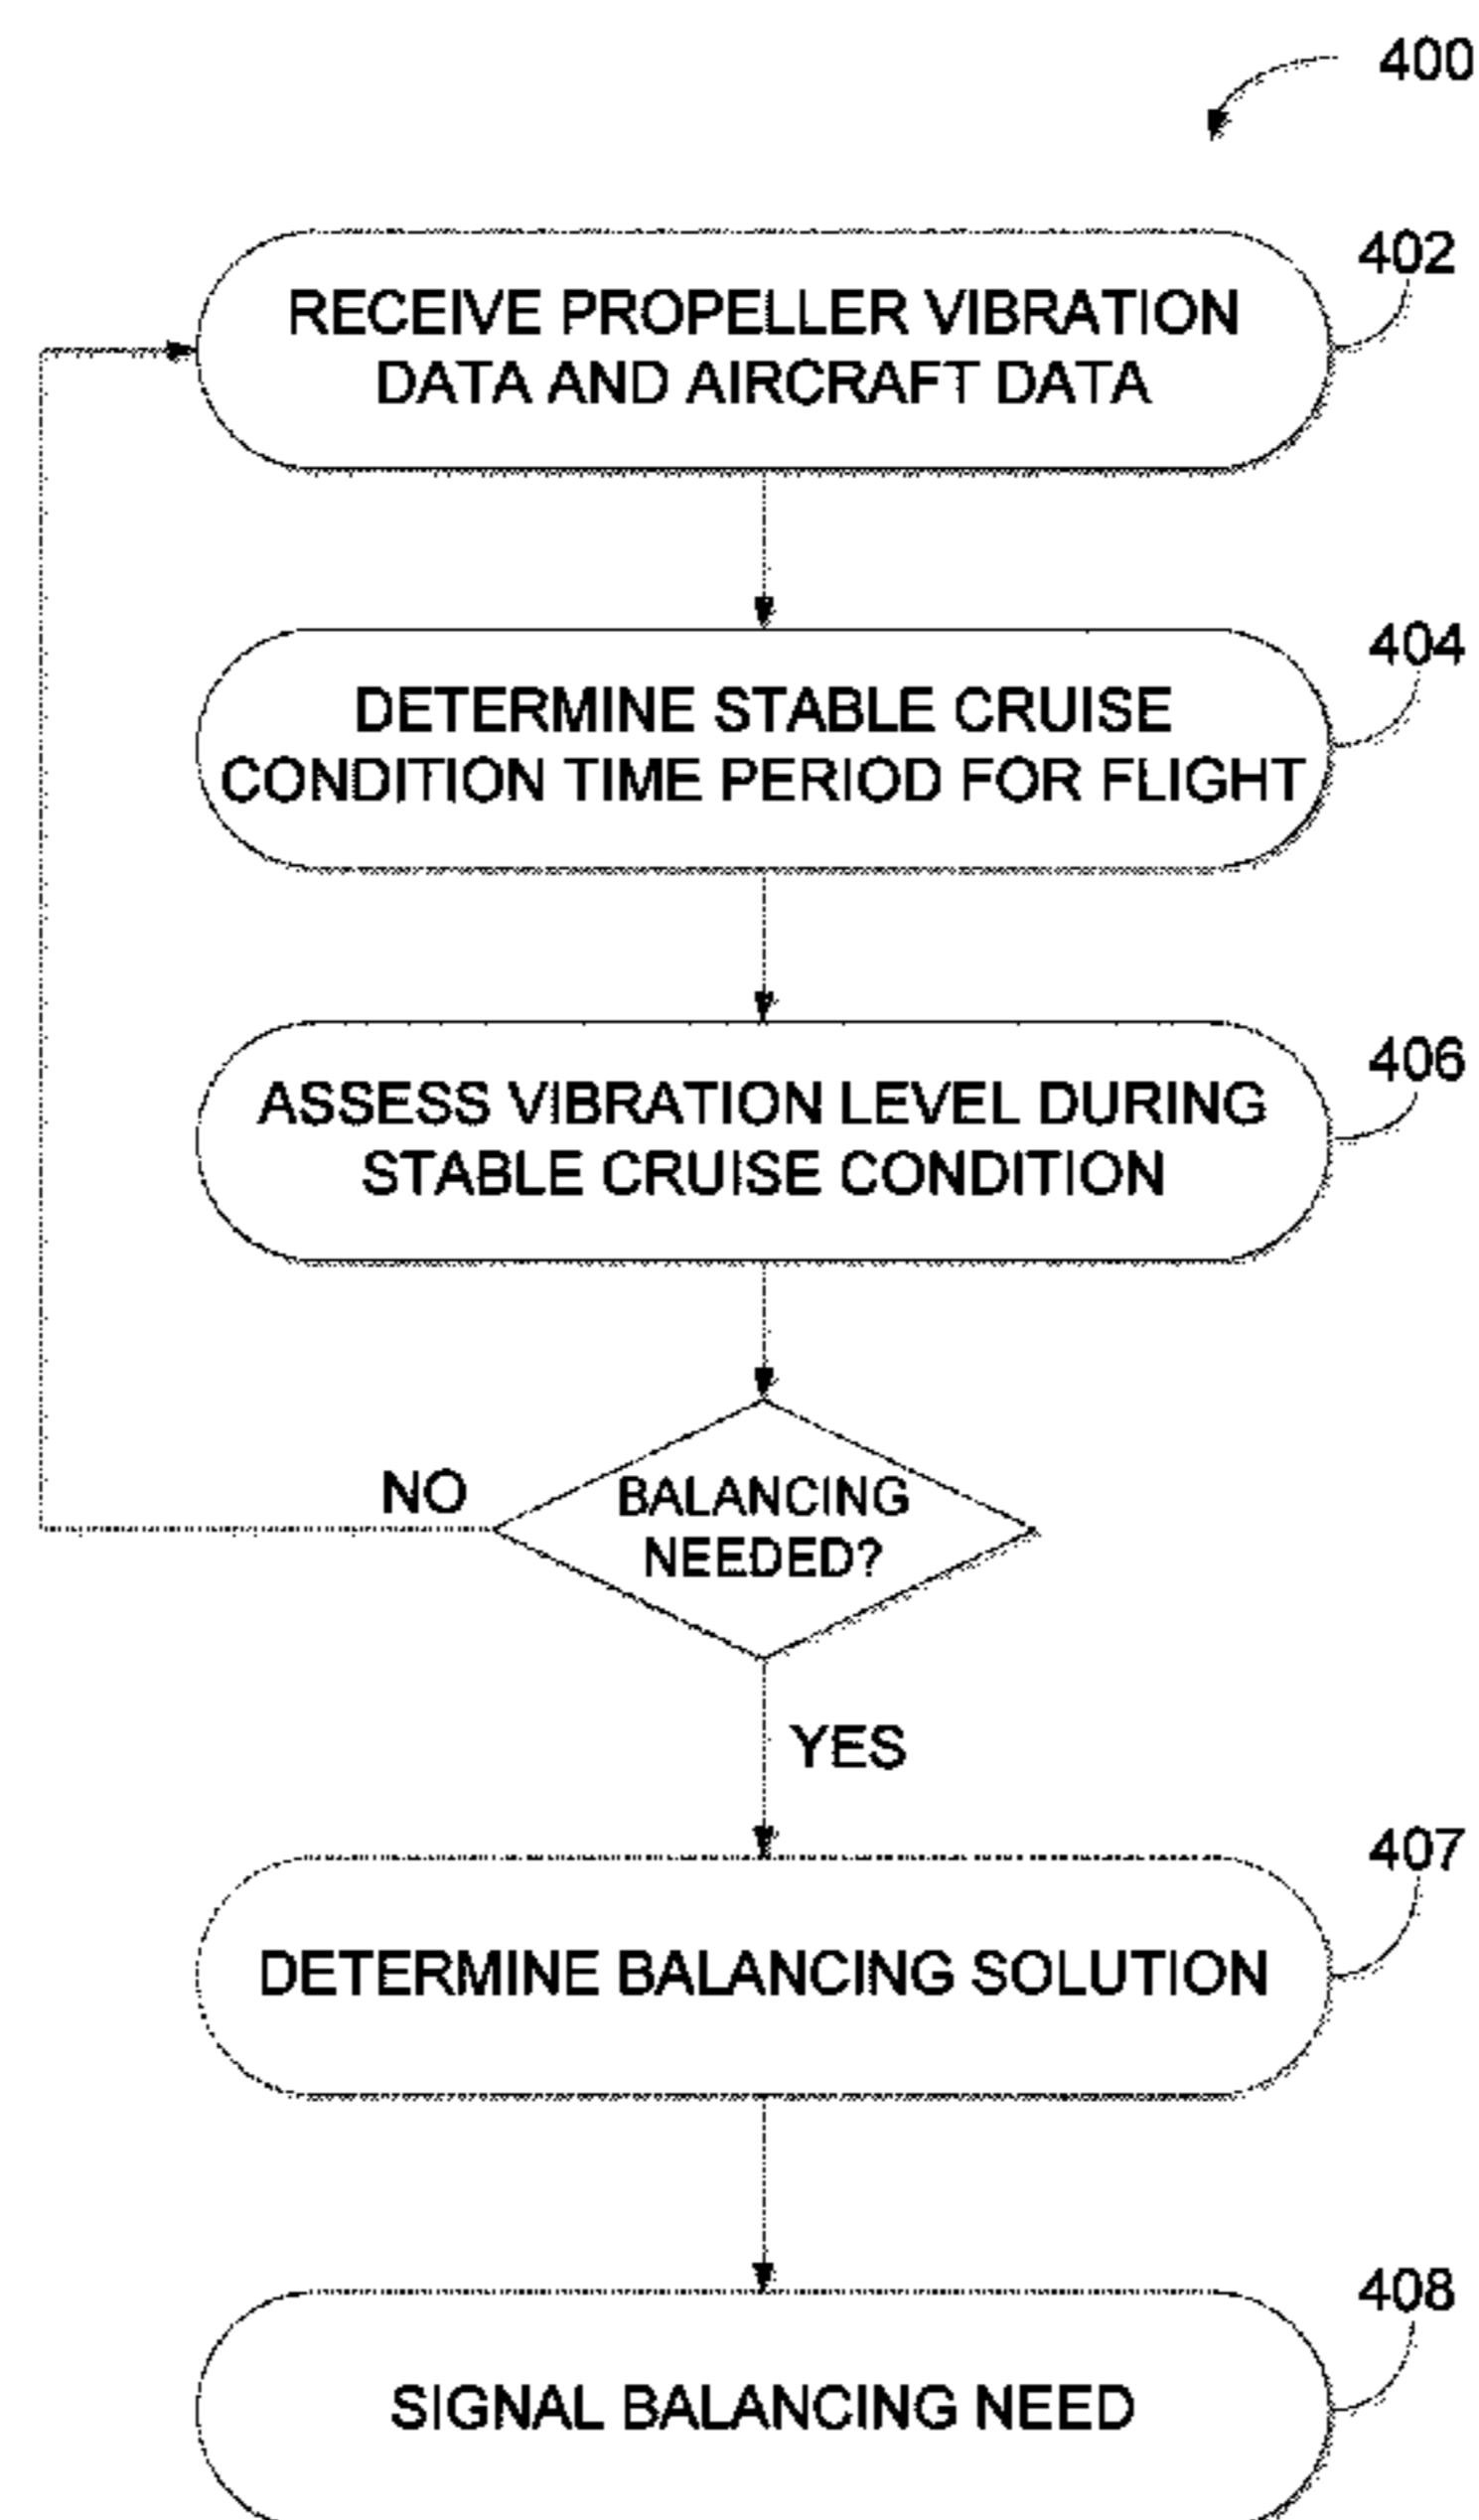 400
402
RECEIVE PROPELLER VIBRATION
DATA AND AIRCRAFT DATA
404
DETERMINE STABLE CRUISE
CONDITION TIME PERIOD FOR FLIGHT
406
ASSESS VIBRATION LEVEL DURING
STABLE CRUISE CONDITION
NO
BALANCING
NEEDED?
YES
407
DETERMINE BALANCING SOLUTION
408
SIGNAL BALANCING NEED